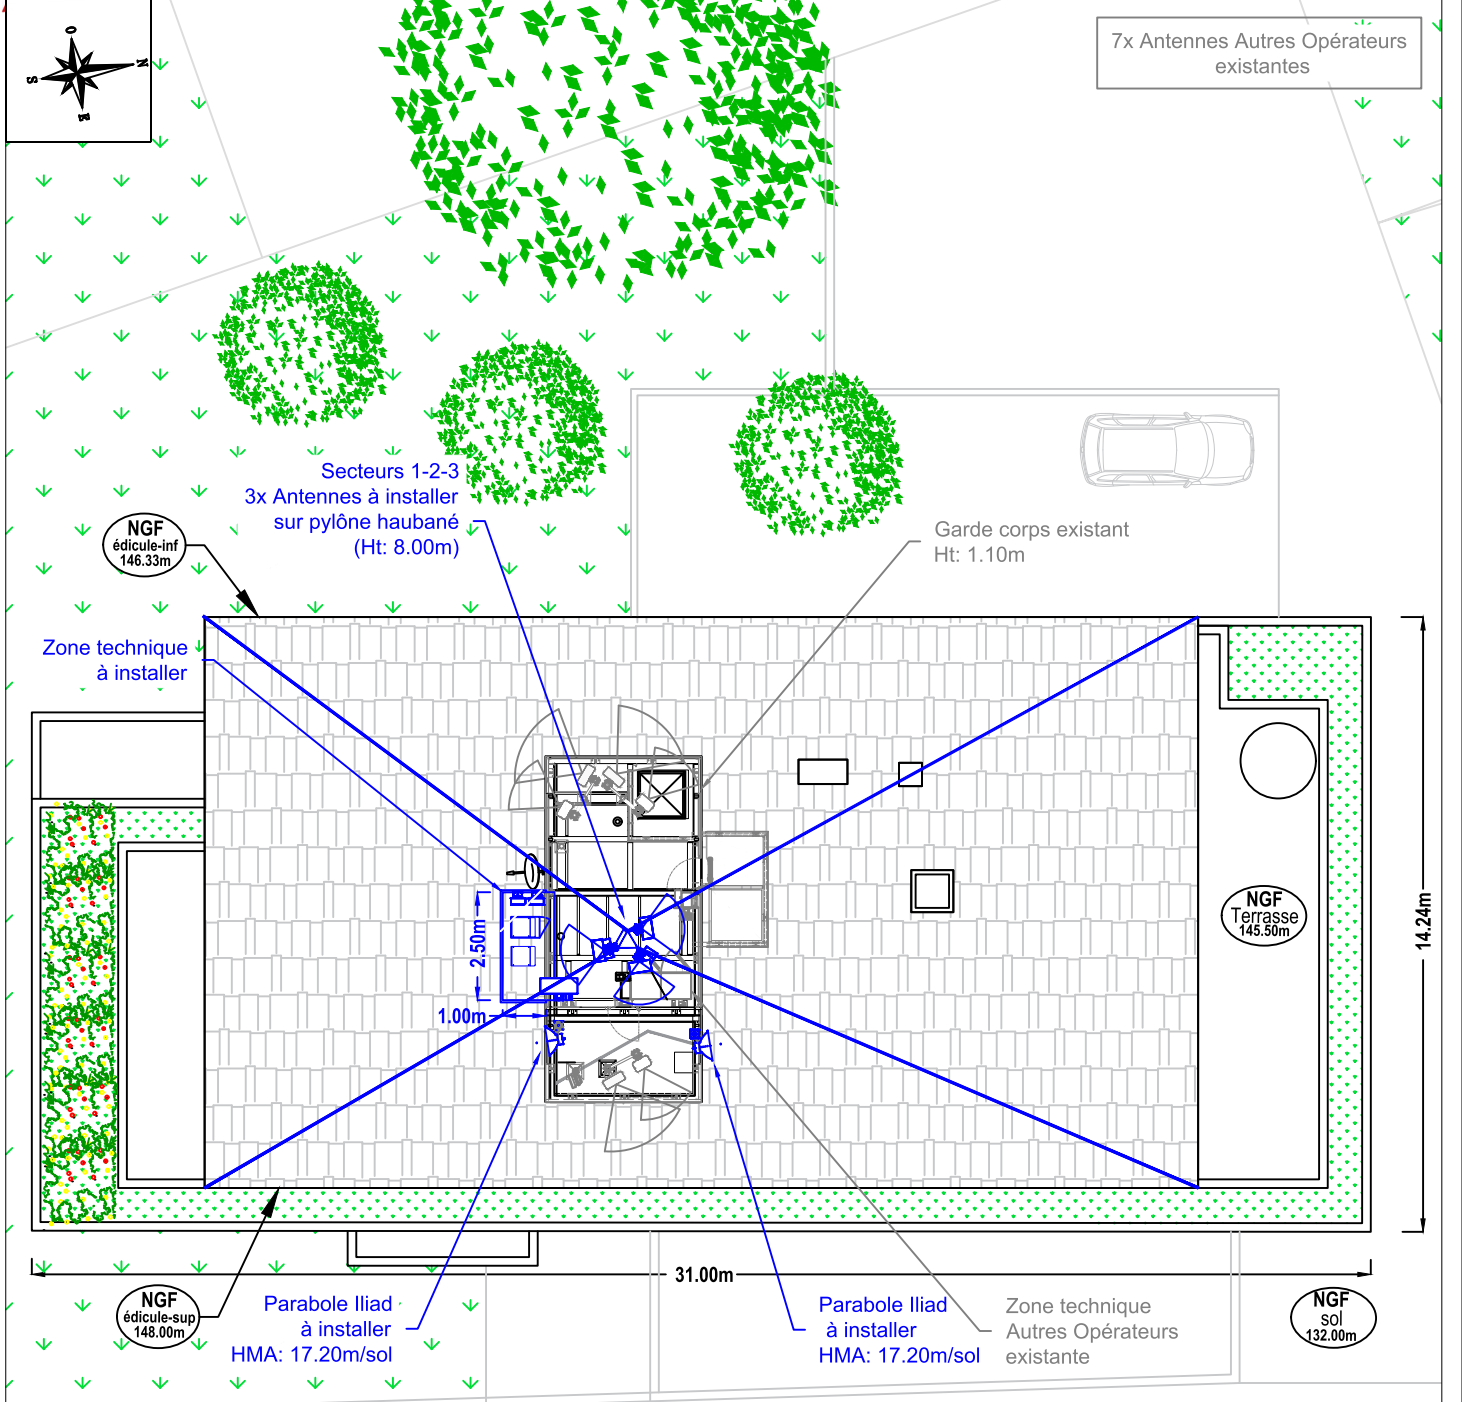 O
N
S
E
7x Antennes Autres Opérateurs
existantes
Secteurs 1-2-3
3x Antennes à installer
sur pylône haubané
(Ht: 8.00m)
Garde corps existant
Ht: 1.10m
NGF
édicule-inf
146.33m
Zone technique
à installer
2.50m
1.00m
NGF
Terrasse
145.50m
14.24m
31.00m
NGF
édicule-sup
148.00m
Parabole Iliad
à installer
HMA: 17.20m/sol
Parabole Iliad
à installer
HMA: 17.20m/sol
Zone technique
Autres Opérateurs
existante
NGF
sol
132.00m